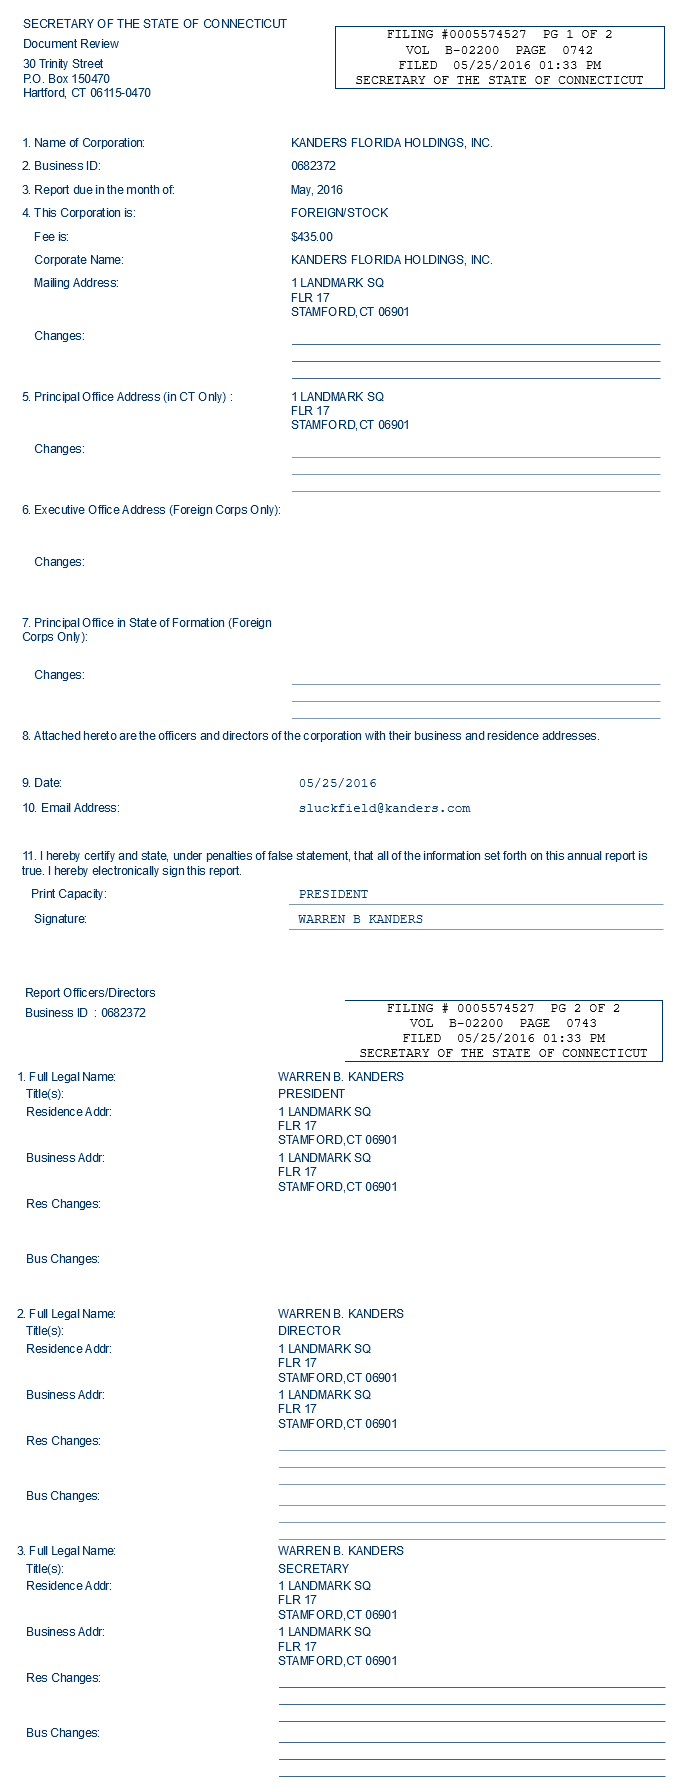 SECRETARY OF THE STATE OF CONNECTICUT
Document Review
30 Trinity Street
P.O. Box 150470
Hartford, CT 06115-0470
FILING #0005574527 PG 1 OF 2
VOL B-02200 PAGE 0742
FILED 05/25/2016 01:33 PM
SECRETARY OF THE STATE OF CONNECTICUT
1. Name of Corporation: KANDERS FLORIDA HOLDINGS, INC.
2. Business ID: 0682372
3. Report due in the month of: May, 2016
4. This Corporation is: FOREIGN/STOCK
Fee is: $435.00
Corporate Name: KANDERS FLORIDA HOLDINGS, INC.
Mailing Address: 1 LANDMARK SQ
FLR 17
STAMFORD,CT 06901
Changes:
5. Principal Office Address (in CT Only) : 1 LANDMARK SQ
FLR 17
STAMFORD,CT 06901
Changes:
6. Executive Office Address (Foreign Corps Only):
Changes:
7. Principal Office in State of Formation (Foreign
Corps Only):
Changes:
8. Attached hereto are the officers and directors of the corporation with their business and residence addresses.
9. Date: 05/25/2016
10. Email Address: sluckfield@kanders.com
11. I hereby certify and state, under penalties of false statement, that all of the information set forth on this annual report is
true. I hereby electronically sign this report.
Print Capacity: PRESIDENT
Signature: WARREN B KANDERS
Report Officers/Directors
Business ID : 0682372
FILING # 0005574527 PG 2 OF 2
VOL B-02200 PAGE 0743
FILED 05/25/2016 01:33 PM
SECRETARY OF THE STATE OF CONNECTICUT
1. Full Legal Name: WARREN B. KANDERS
Title(s): PRESIDENT
Residence Addr: 1 LANDMARK SQ
FLR 17
STAMFORD,CT 06901
Business Addr: 1 LANDMARK SQ
FLR 17
STAMFORD,CT 06901
Res Changes:
Bus Changes:
2. Full Legal Name: WARREN B. KANDERS
Title(s): DIRECTOR
Residence Addr: 1 LANDMARK SQ
FLR 17
STAMFORD,CT 06901
Business Addr: 1 LANDMARK SQ
FLR 17
STAMFORD,CT 06901
Res Changes:
Bus Changes:
3. Full Legal Name: WARREN B. KANDERS
Title(s): SECRETARY
Residence Addr: 1 LANDMARK SQ
FLR 17
STAMFORD,CT 06901
Business Addr: 1 LANDMARK SQ
FLR 17
STAMFORD,CT 06901
Res Changes:
Bus Changes: